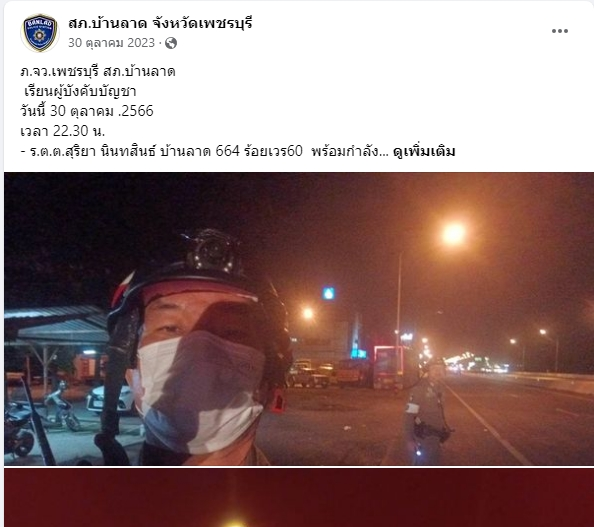 สภ.บ้านลาด จังหวัดเพชรบุรี
30 ตุลาคม 2023 ·
ภ.จว.เพชรบุรี สภ.บ้านลาด
เรียนผู้บังคับบัญชา
วันนี้ 30 ตุลาคม .2566
เวลา 22.30 น.
- ร.ต.ต.สุริยา นินทสินธ์ บ้านลาด 664 ร้อยเวร60 พร้อมกำลัง... ดูเพิ่มเติม